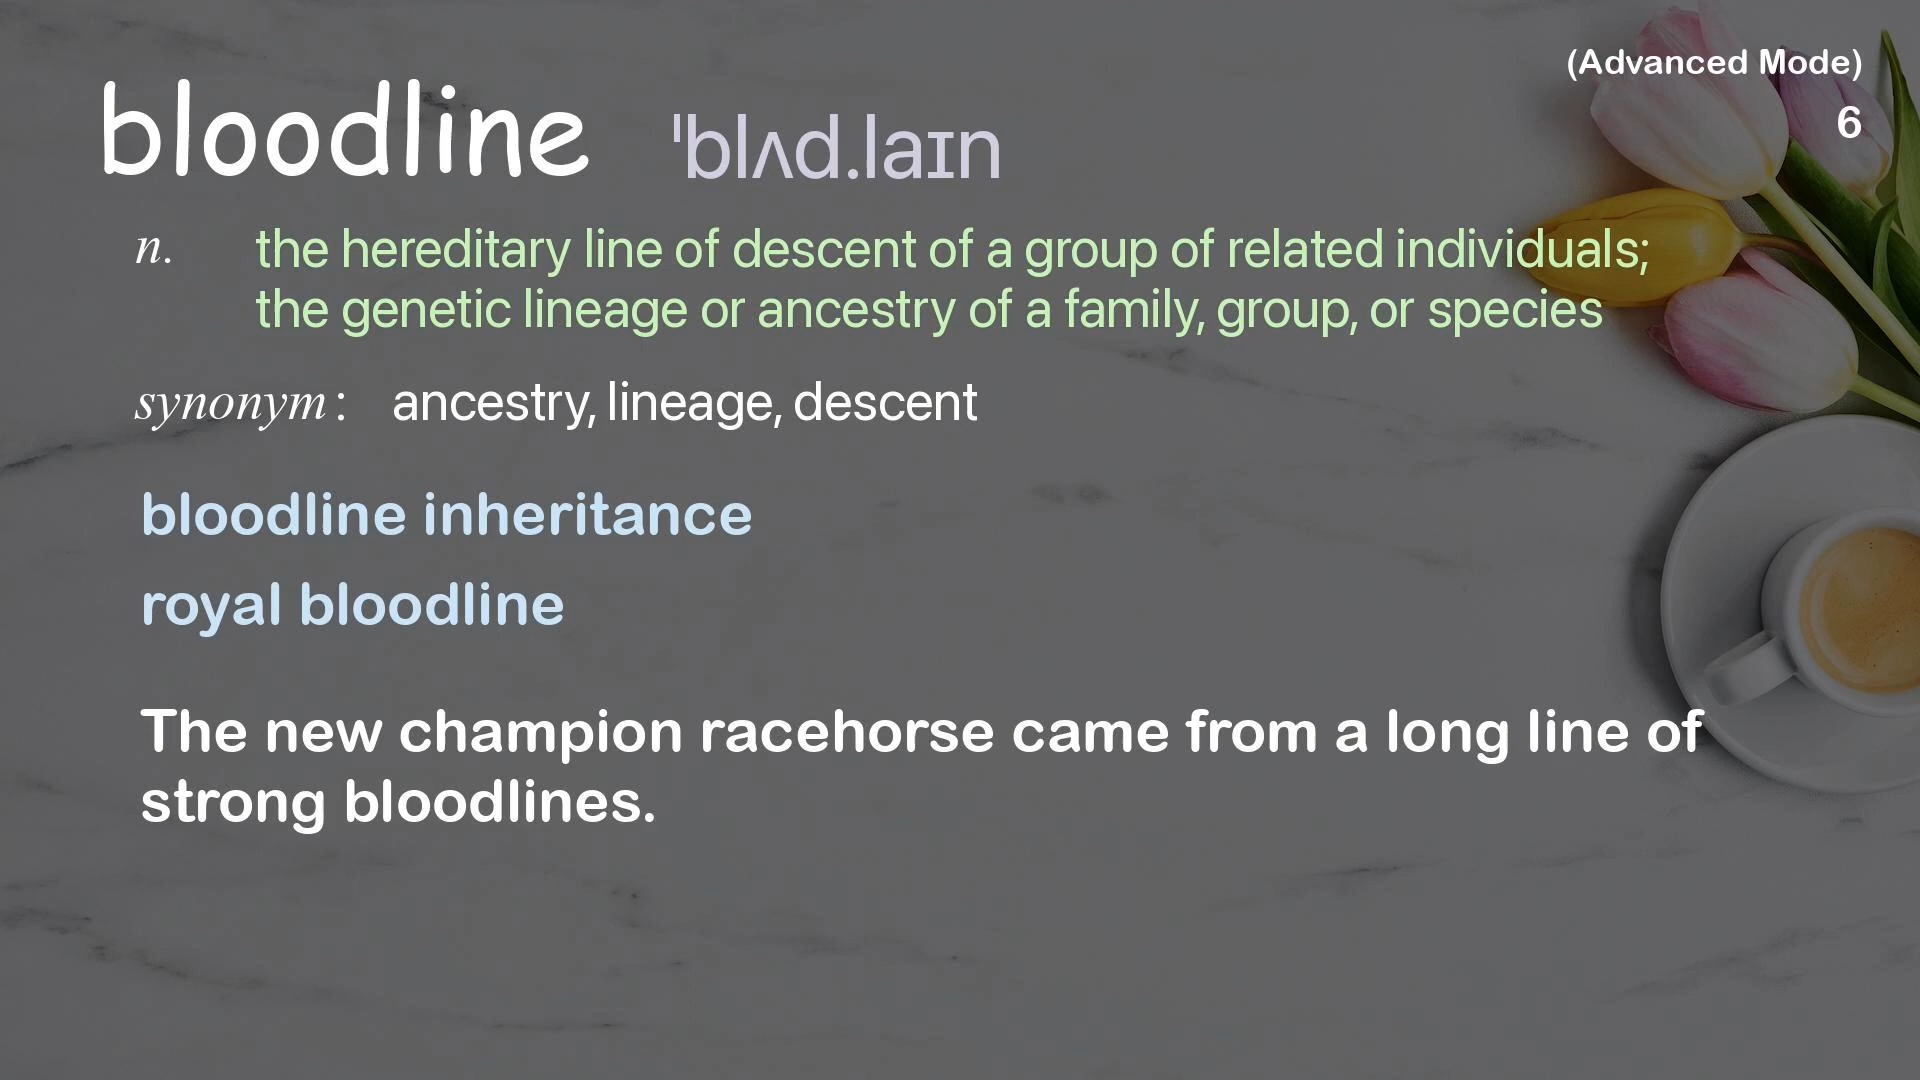 (Advanced Mode)
6
bloodline ˈblʌd.laɪn
n. the hereditary line of descent of a group of related individuals;
the genetic lineage or ancestry of a family, group, or species
synonym: ancestry, lineage, descent
bloodline inheritance
royal bloodline
The new champion racehorse came from a long line of
strong bloodlines.